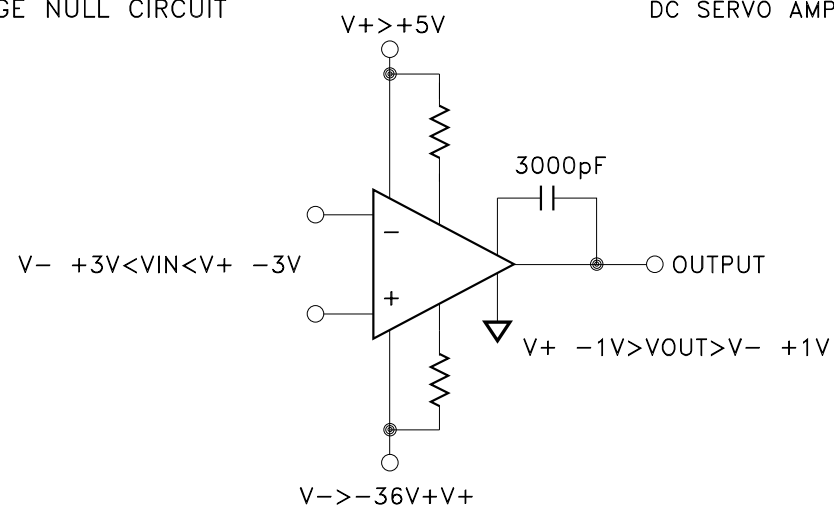 GE NULL CIRCUIT
DC SERVO AMP
V+>+5V
3000pF
−
V− +3V<VIN<V+ −3V
OUTPUT
+
V+ −1V>VOUT>V− +1V
V−>−36V+V+